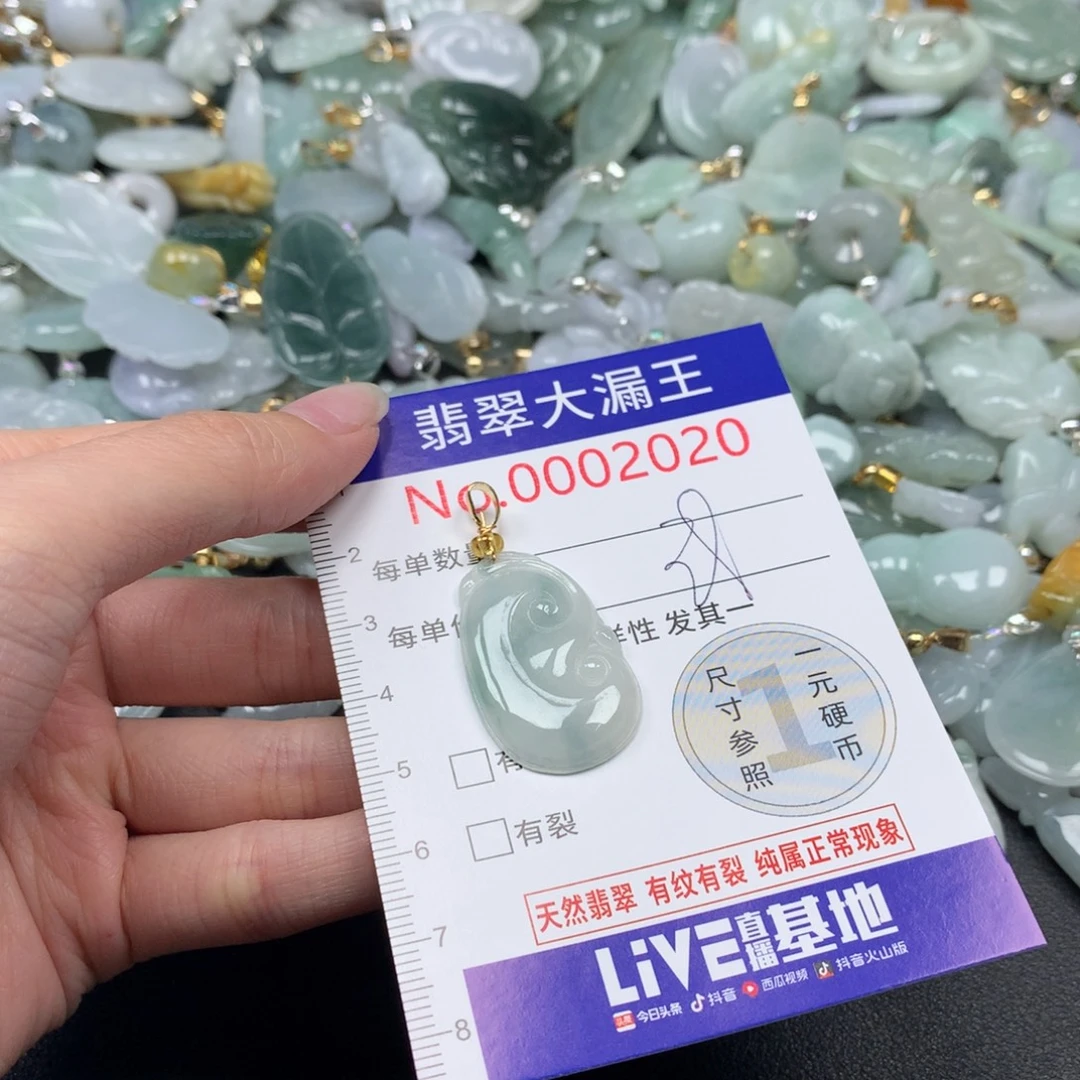 翡翠大漏王
No.0002020
2
每单数量
3
每单 性 发其一
4
尺寸参照
1
一元硬币
5
有
6
有裂
天然翡翠 有纹有裂 纯属正常现象
7
LiVE直播基地
8
头条 今日头条 抖音 西瓜视频 抖音火山版